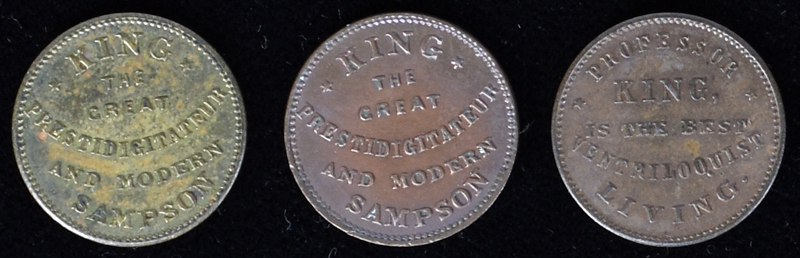 KING
THE
GREAT
PRESTIDIGITATEUR
AND MODERN
SAMPSON
KING
THE
GREAT
PRESTIDIGITATEUR
AND MODERN
SAMPSON
PROFESSOR
KING,
IS THE BEST
VENTRILOQUIST
LIVING.